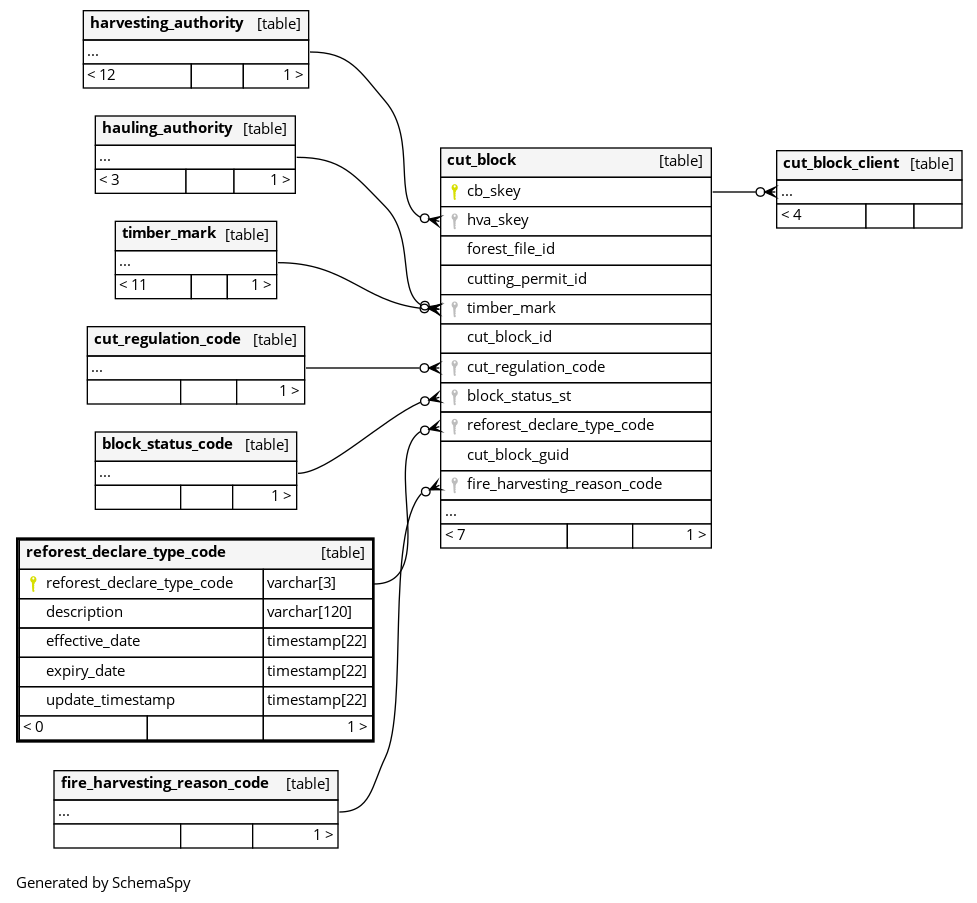 harvesting_authority [table]
...
< 12 1 >
hauling_authority [table]
...
< 3 1 >
timber_mark [table]
...
< 11 1 >
cut_regulation_code [table]
...
1 >
block_status_code [table]
...
1 >
reforest_declare_type_code [table]
reforest_declare_type_code varchar[3]
description varchar[120]
effective_date timestamp[22]
expiry_date timestamp[22]
update_timestamp timestamp[22]
< 0 1 >
fire_harvesting_reason_code [table]
...
1 >
cut_block [table]
cb_skey
hva_skey
forest_file_id
cutting_permit_id
timber_mark
cut_block_id
cut_regulation_code
block_status_st
reforest_declare_type_code
cut_block_guid
fire_harvesting_reason_code
...
< 7 1 >
cut_block_client [table]
...
< 4
Generated by SchemaSpy